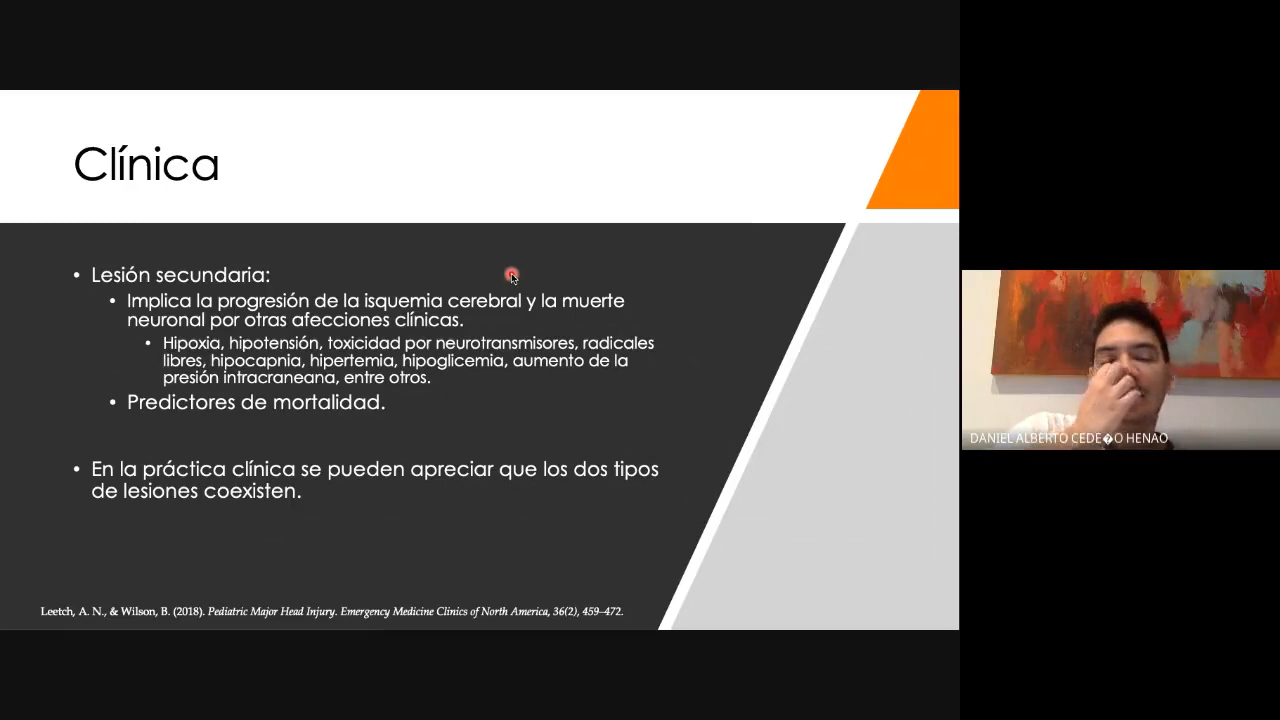 Clínica
• Lesión secundaria:
• Implica la progresión de la isquemia cerebral y la muerte
neuronal por otras afecciones clínicas.
• Hipoxia, hipotensión, toxicidad por neurotransmisores, radicales
libres, hipocapnia, hipertemia, hipoglicemia, aumento de la
presión intracraneana, entre otros.
• Predictores de mortalidad.
• En la práctica clínica se pueden apreciar que los dos tipos
de lesiones coexisten.
Leetch, A. N., & Wilson, B. (2018). Pediatric Major Head Injury. Emergency Medicine Clinics of North America, 36(2), 459–472.
DANIEL ALBERTO CEDE�O HENAO